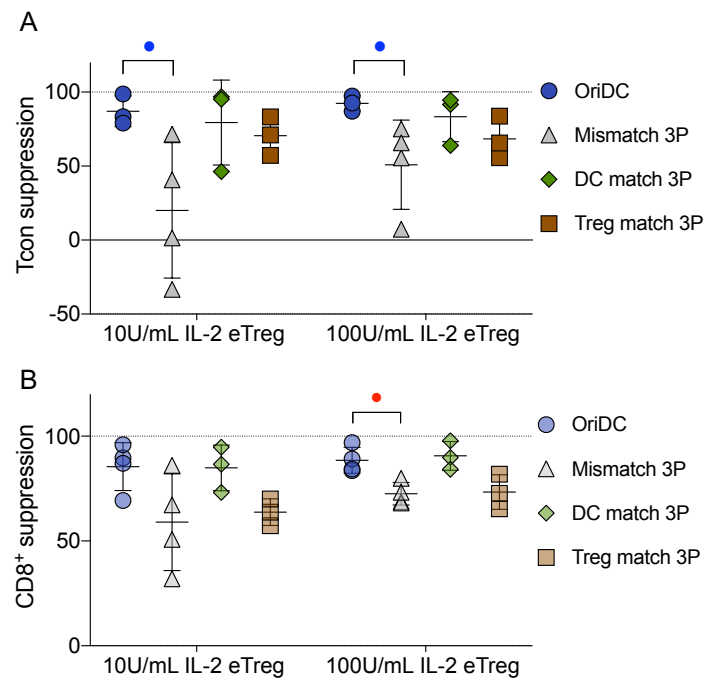 A
Tcon suppression
100
50
0
-50
10U/mL IL-2 eTreg
100U/mL IL-2 eTreg
OriDC
Mismatch 3P
DC match 3P
Treg match 3P
B
CD8⁺ suppression
100
50
0
10U/mL IL-2 eTreg
100U/mL IL-2 eTreg
OriDC
Mismatch 3P
DC match 3P
Treg match 3P